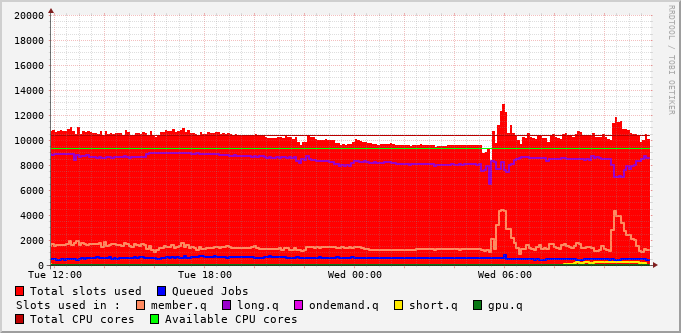 20000
18000
16000
14000
12000
10000
8000
6000
4000
2000
0
Tue 12:00 Tue 18:00 Wed 00:00 Wed 06:00
Total slots used Queued Jobs
Slots used in : member.q long.q ondemand.q short.q gpu.q
Total CPU cores Available CPU cores
RRDTOOL / TOBI OETIKER